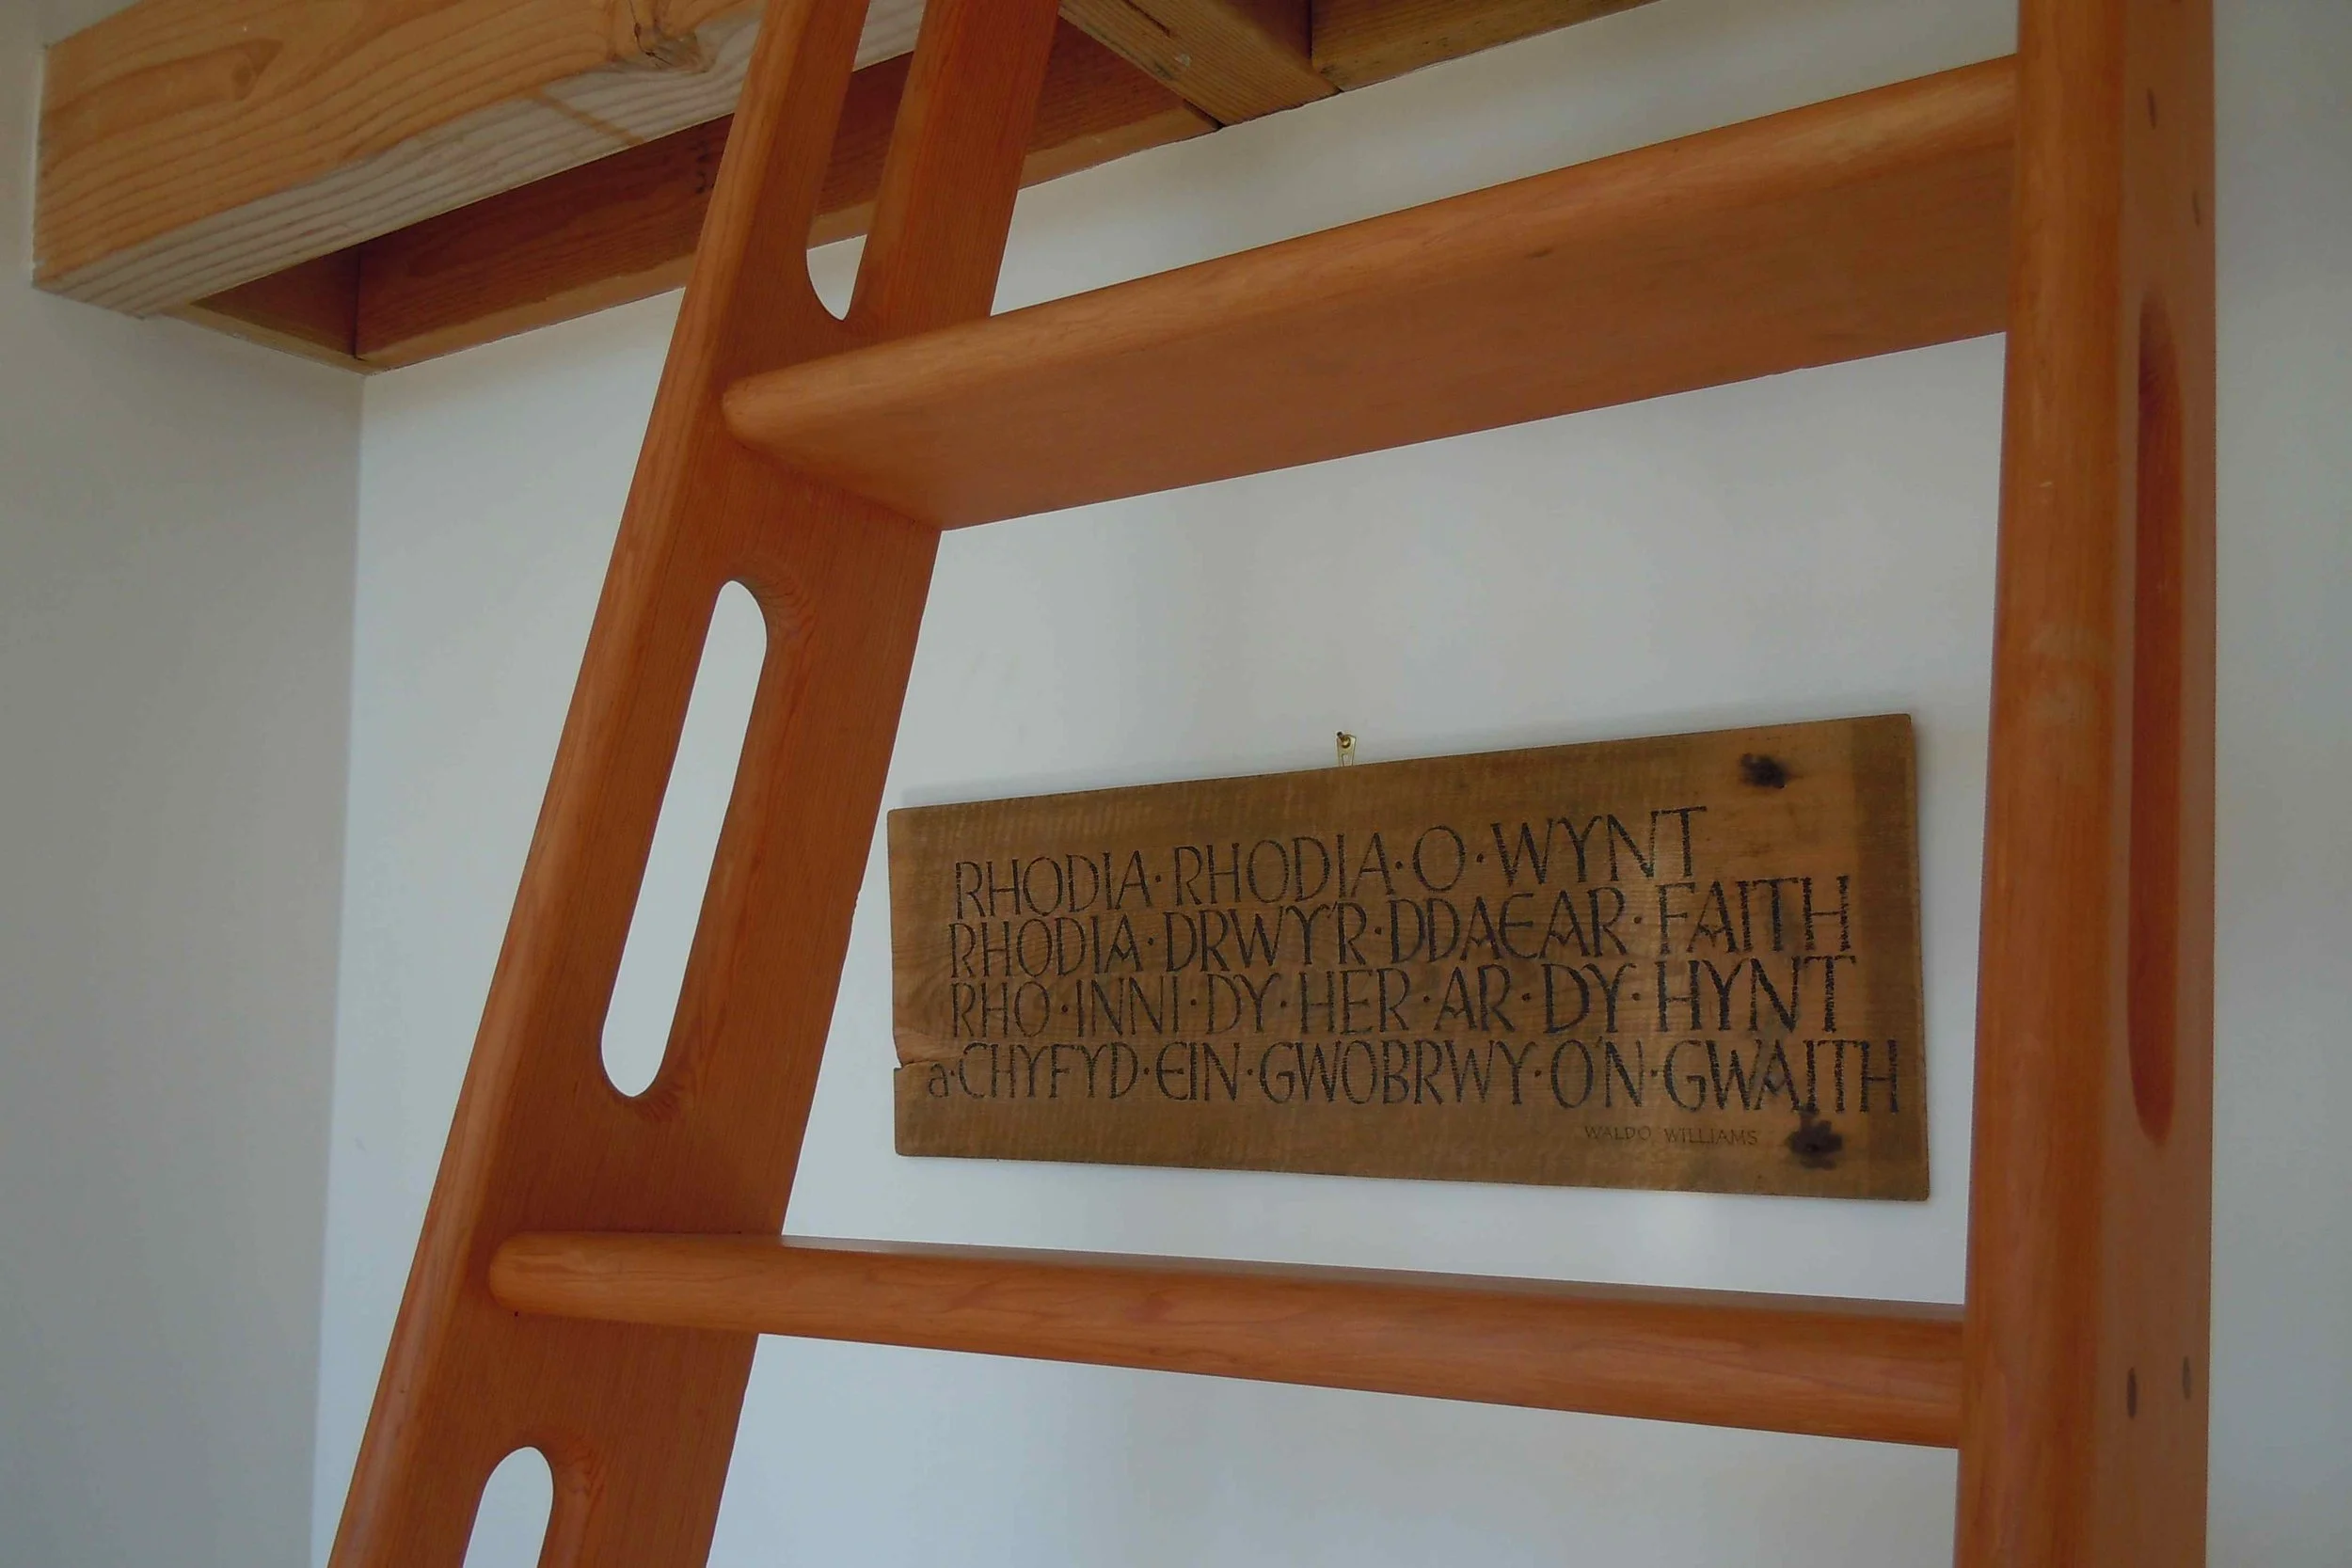 RHODIA·RHODIA·O·WYNT
RHODIA·DRWY'R·DDAEAR·FAITH
RHO·INNI·DY·HER·AR·DY·HYNT
a·CHYFYD·EIN·GWOBRWY·O'N·GWAITH
WALDO WILLIAMS